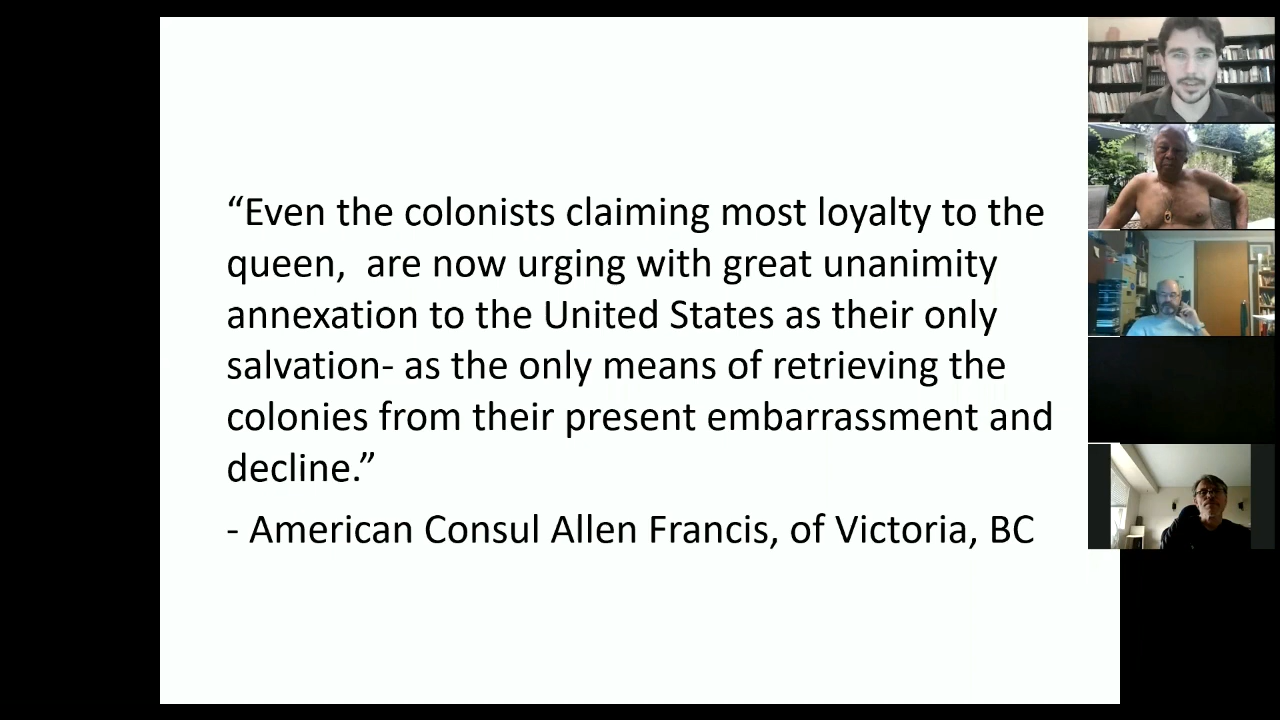 “Even the colonists claiming most loyalty to the
queen,  are now urging with great unanimity
annexation to the United States as their only
salvation- as the only means of retrieving the
colonies from their present embarrassment and
decline.”
- American Consul Allen Francis, of Victoria, BC